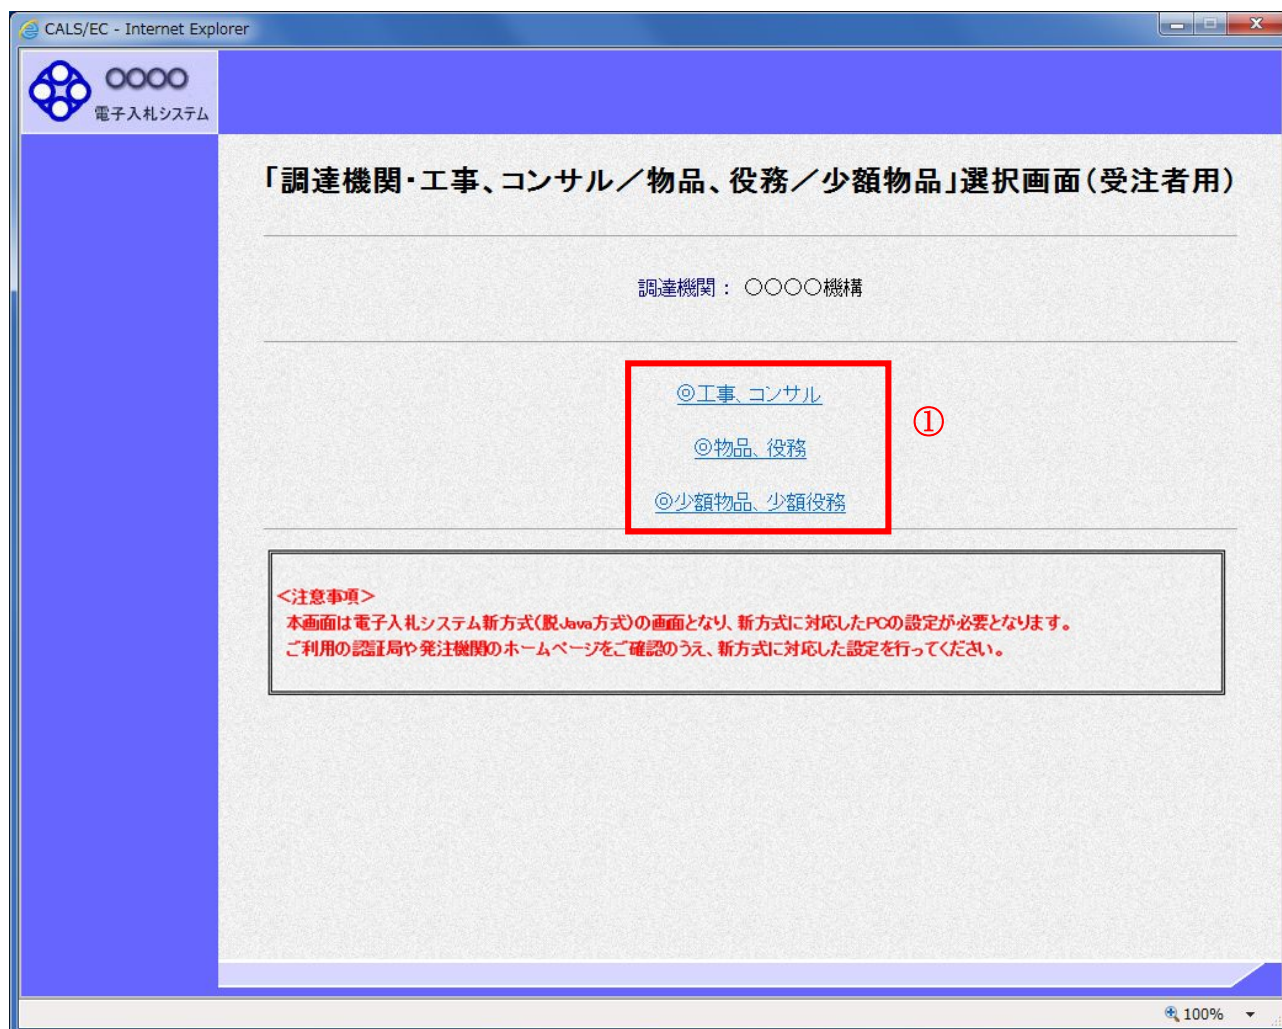 CALS/EC - Internet Explorer
○○○○
電子入札システム
「調達機関・工事、コンサル／物品、役務／少額物品」選択画面（受注者用）
調達機関： ○○○○機構
◎工事、コンサル
①
◎物品、役務
◎少額物品、少額役務
＜注意事項＞
本画面は電子入札システム新方式(脱Java方式)の画面となり、新方式に対応したPCの設定が必要となります。
ご利用の認証局や発注機関のホームページをご確認のうえ、新方式に対応した設定を行ってください。
100%